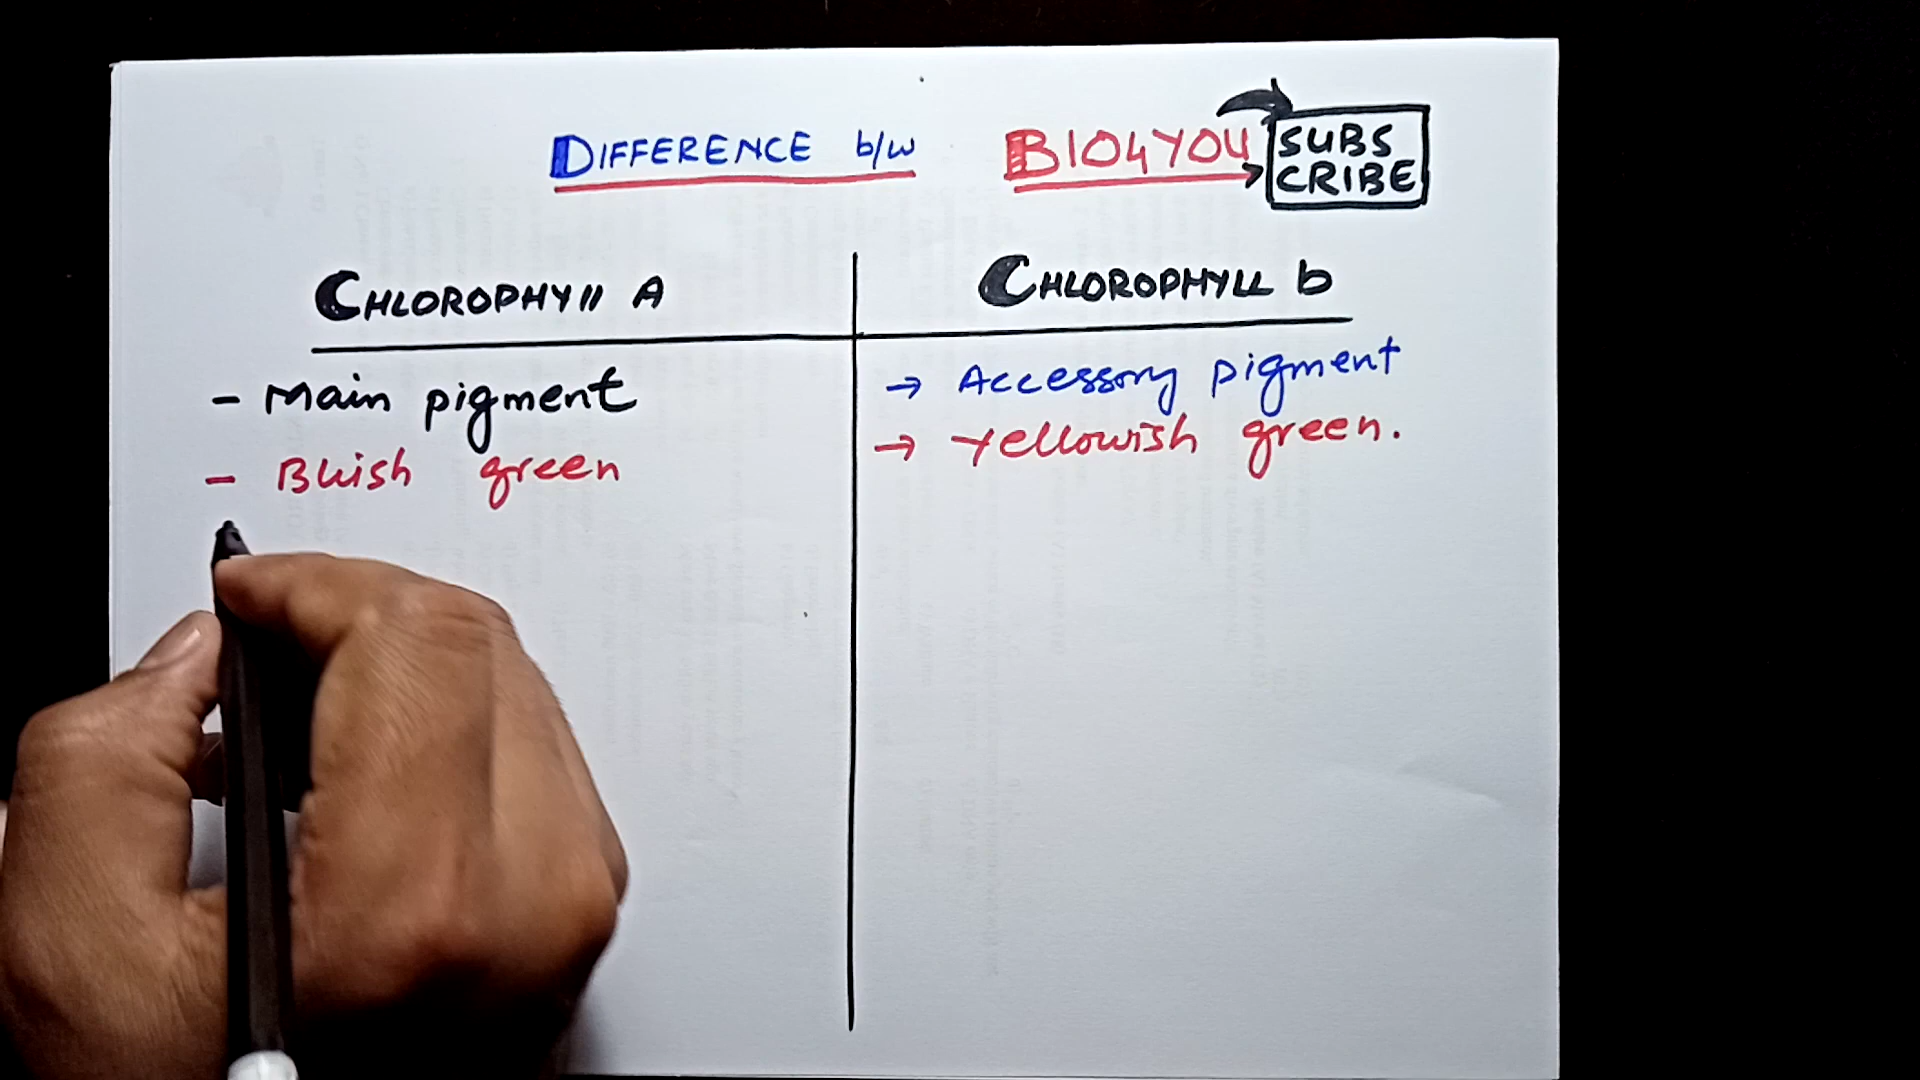 DIFFERENCE b/w BIO4YOU SUBS
CRIBE
CHLOROPHYll A
CHLOROPHYLL b
- Main pigment
- Bluish green
→ Accessory pigment
→ Yellowish green.